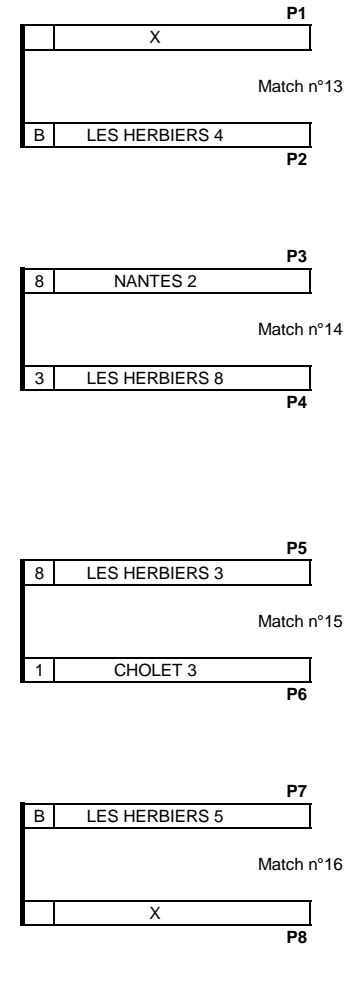 P1
X
Match n°13
B LES HERBIERS 4
P2
P3
8 NANTES 2
Match n°14
3 LES HERBIERS 8
P4
P5
8 LES HERBIERS 3
Match n°15
1 CHOLET 3
P6
P7
B LES HERBIERS 5
Match n°16
X
P8